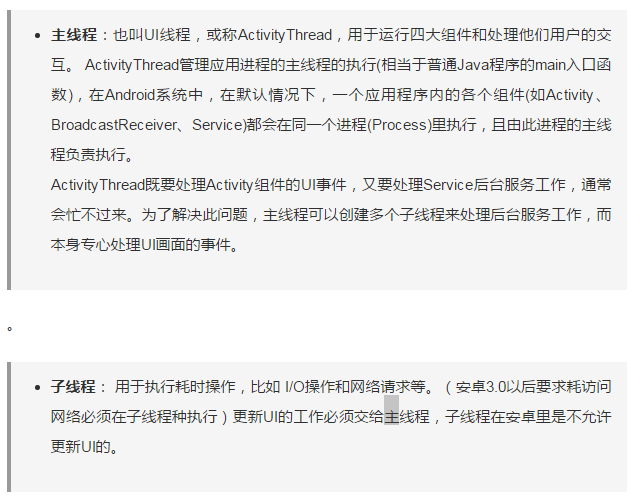 主线程：也叫UI线程，或称ActivityThread，用于运行四大组件和处理他们用户的交
互。 ActivityThread管理应用进程的主线程的执行(相当于普通Java程序的main入口函
数)，在Android系统中，在默认情况下，一个应用程序内的各个组件(如Activity、
BroadcastReceiver、Service)都会在同一个进程(Process)里执行，且由此进程的主线
程负责执行。
ActivityThread既要处理Activity组件的UI事件，又要处理Service后台服务工作，通常
会忙不过来。为了解决此问题，主线程可以创建多个子线程来处理后台服务工作，而
本身专心处理UI画面的事件。
。
子线程： 用于执行耗时操作，比如 I/O操作和网络请求等。（安卓3.0以后要求耗访问
网络必须在子线程种执行）更新UI的工作必须交给主线程，子线程在安卓里是不允许
更新UI的。